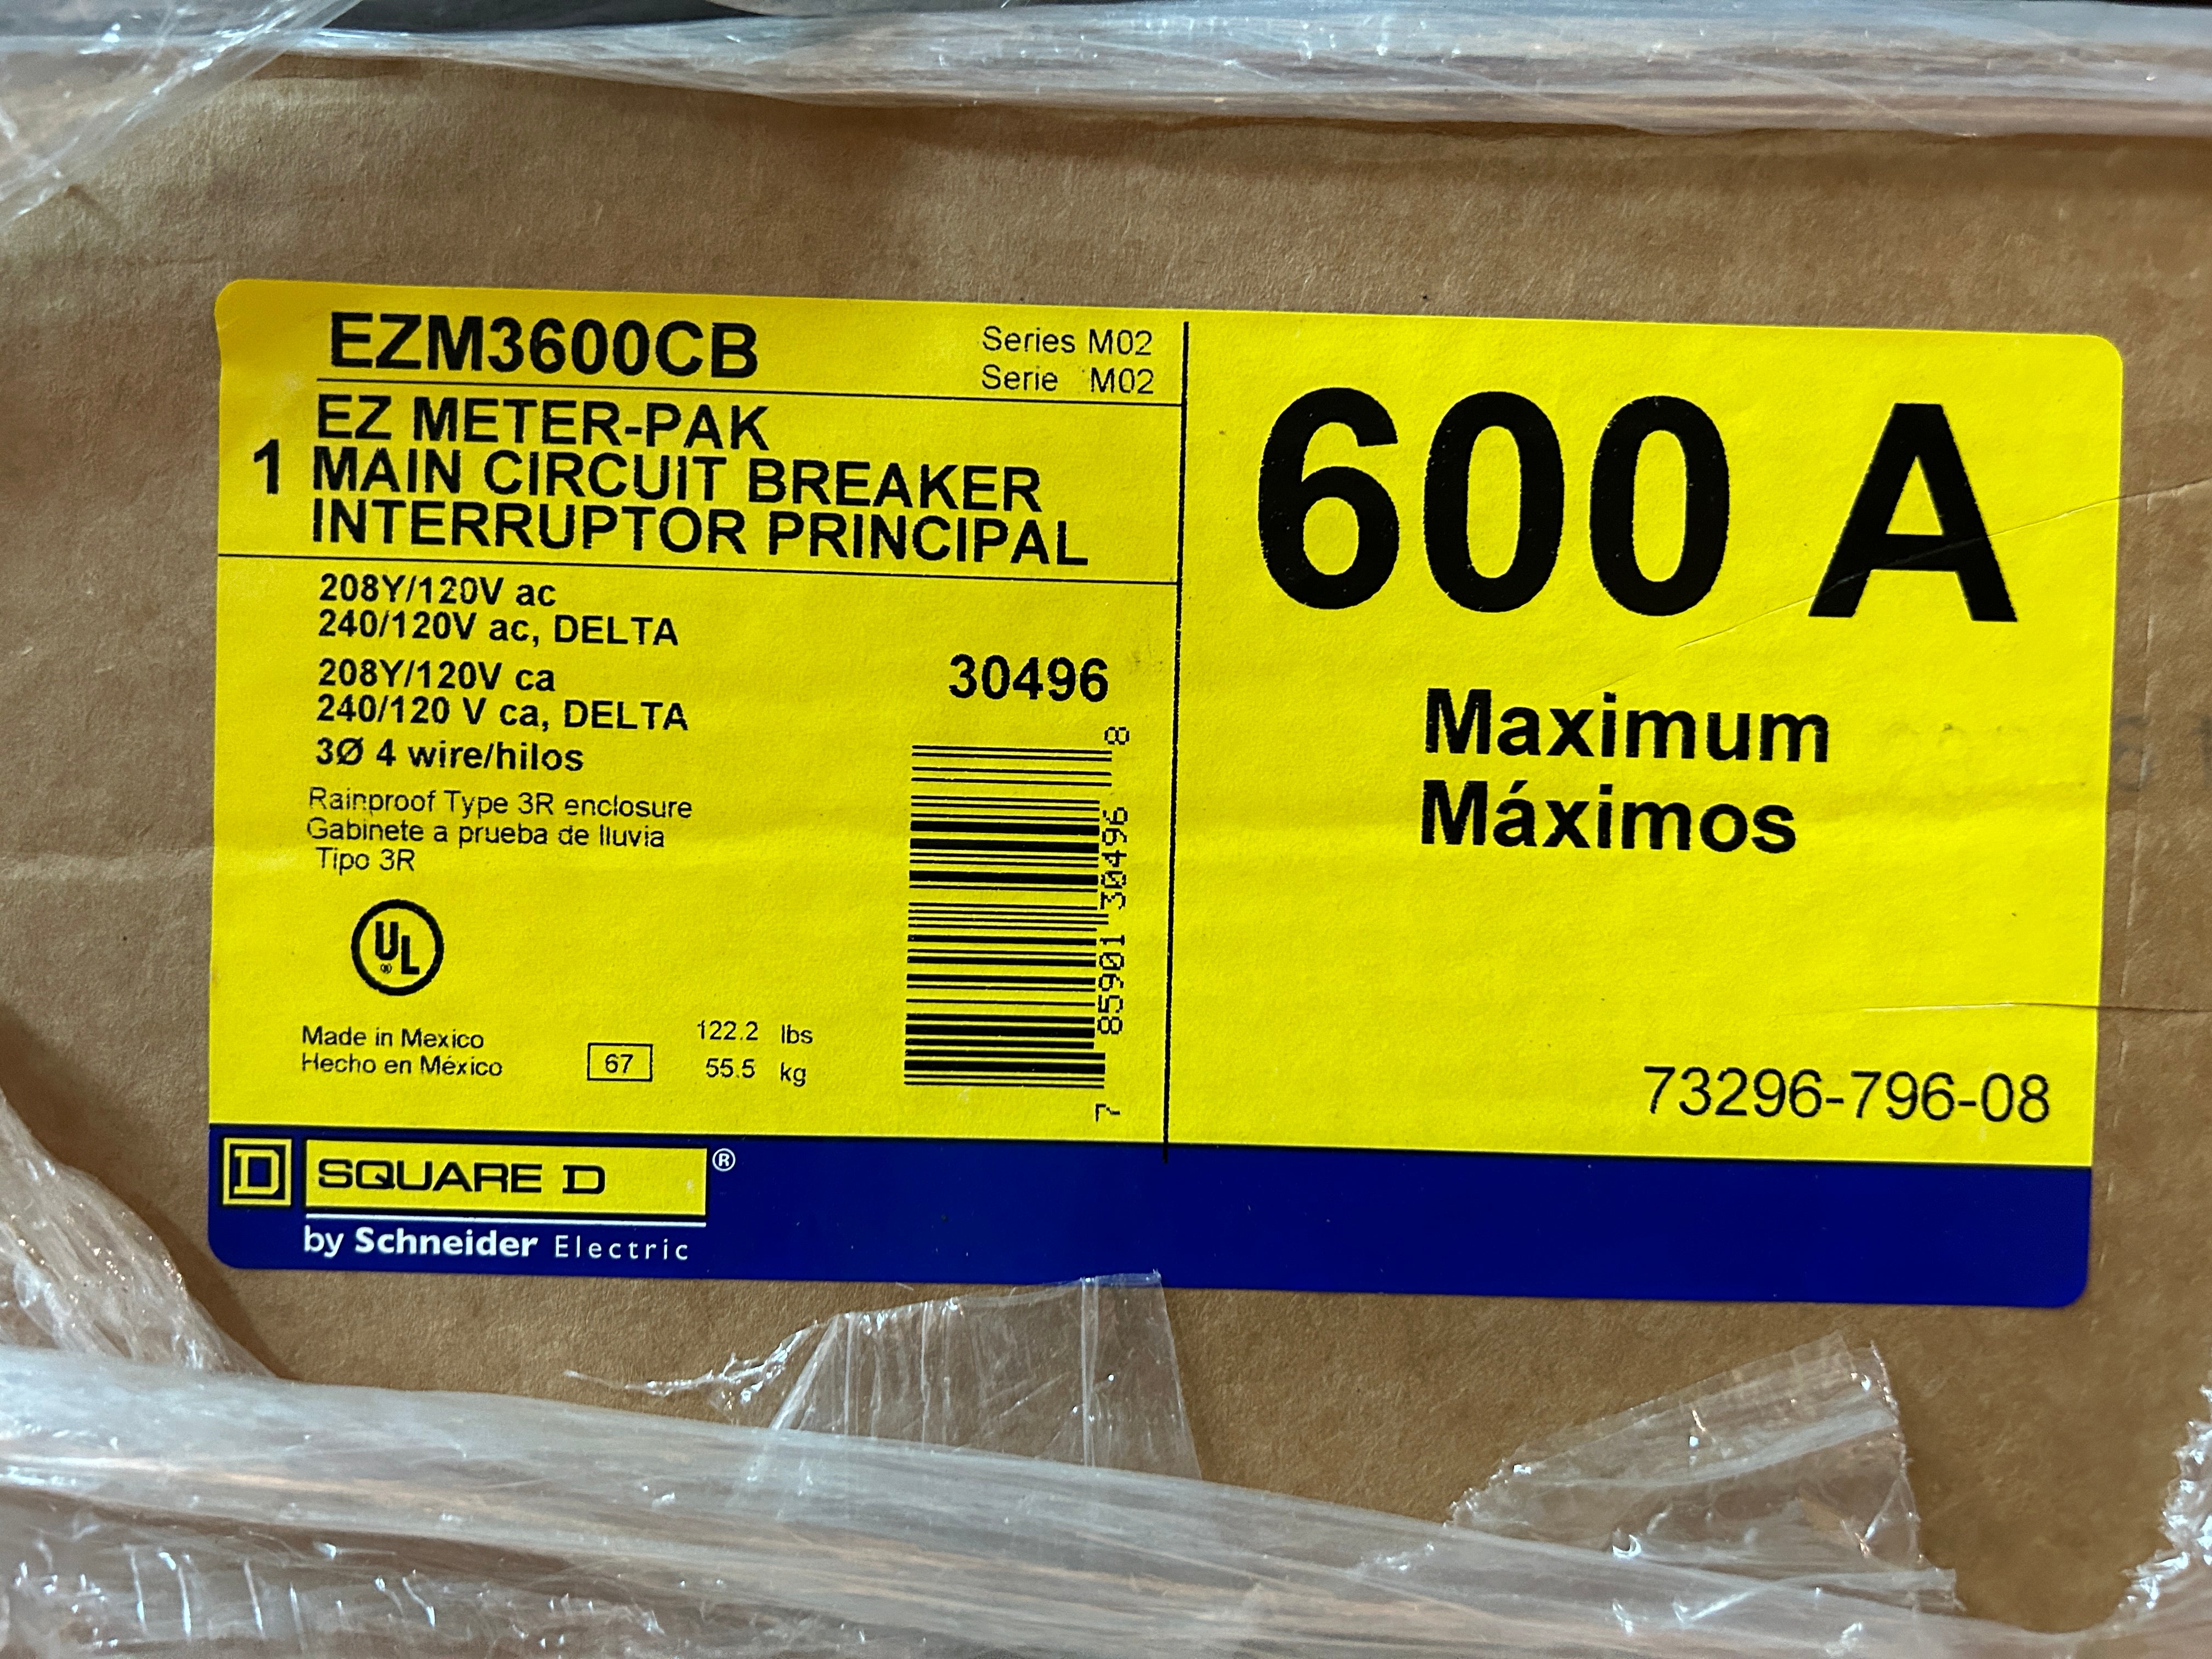 EZM3600CB
Series M02
Serie M02
1
EZ METER-PAK
MAIN CIRCUIT BREAKER
INTERRUPTOR PRINCIPAL
208Y/120V ac
240/120V ac, DELTA
208Y/120V ca
240/120 V ca, DELTA
3Ø 4 wire/hilos
Rainproof Type 3R enclosure
Gabinete a prueba de lluvia
Tipo 3R
UL
®
Made in Mexico
Hecho en México
67
122.2 lbs
55.5 kg
30496
7 85901 30496 8
600 A
Maximum
Máximos
73296-796-08
D SQUARE D ®
by Schneider Electric